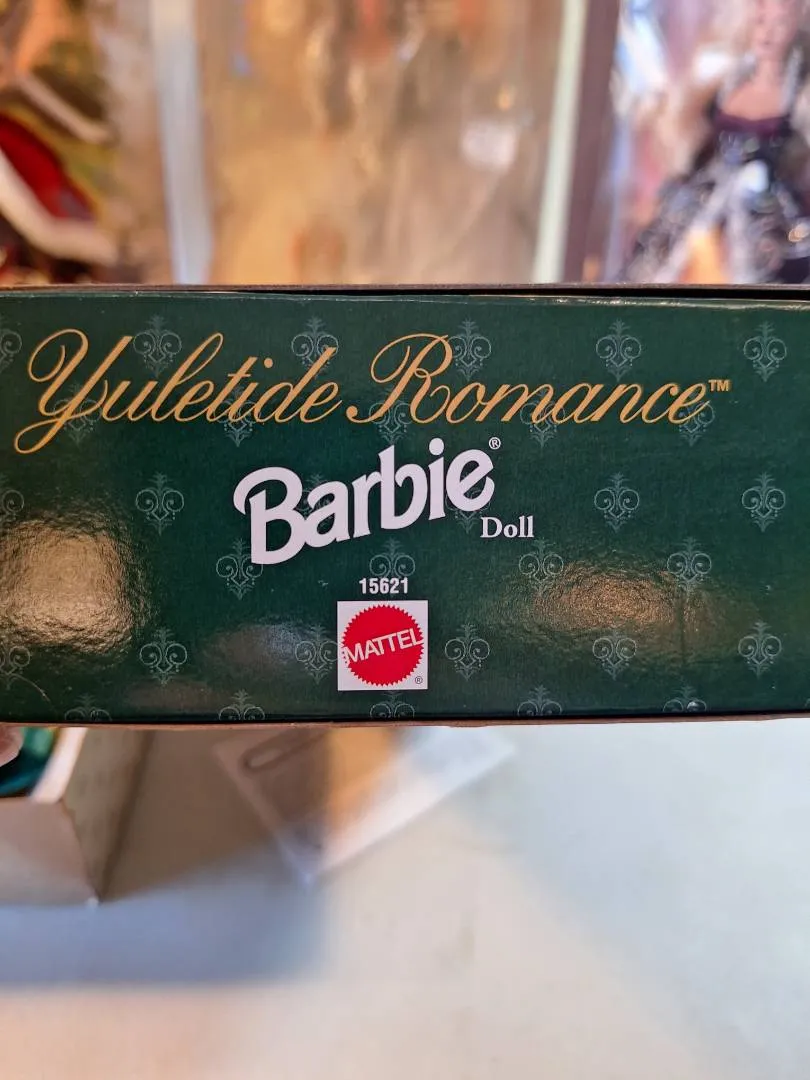 Yuletide Romance™
Barbie®
Doll
15621
MATTEL
®